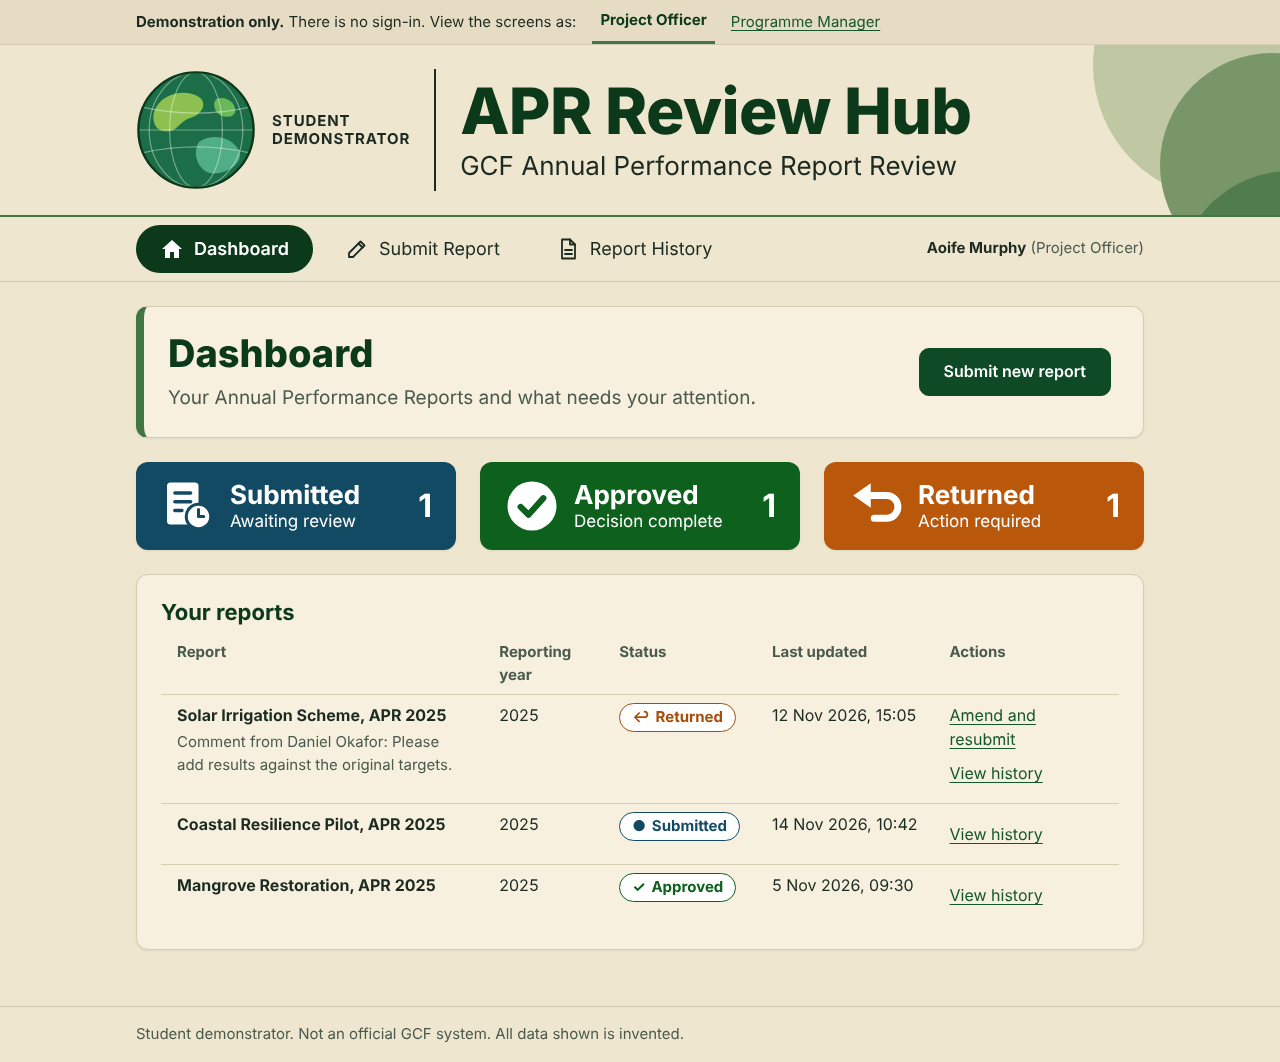 Demonstration only. There is no sign-in. View the screens as: Project Officer Programme Manager
STUDENT
DEMONSTRATOR
APR Review Hub
GCF Annual Performance Report Review
Dashboard Submit Report Report History Aoife Murphy (Project Officer)
Dashboard
Your Annual Performance Reports and what needs your attention.
Submit new report
Submitted
Awaiting review
1
Approved
Decision complete
1
Returned
Action required
1
Your reports
Report Reporting year Status Last updated Actions
Solar Irrigation Scheme, APR 2025 2025 Returned 12 Nov 2026, 15:05 Amend and
resubmit
Comment from Daniel Okafor: Please
add results against the original targets.
View history
Coastal Resilience Pilot, APR 2025 2025 Submitted 14 Nov 2026, 10:42 View history
Mangrove Restoration, APR 2025 2025 Approved 5 Nov 2026, 09:30 View history
Student demonstrator. Not an official GCF system. All data shown is invented.